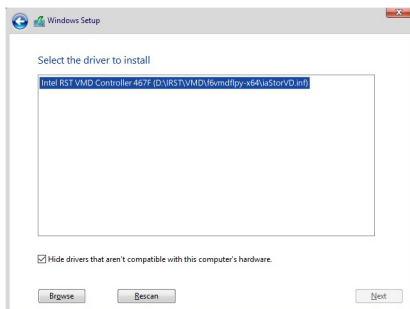 Windows Setup
Select the driver to install
Intel RST VMD Controller 467F (D:\IRST\VMD\f6vmdflpy-x64\iaStorVD.inf)
Hide drivers that aren't compatible with this computer's hardware.
Browse Rescan Next